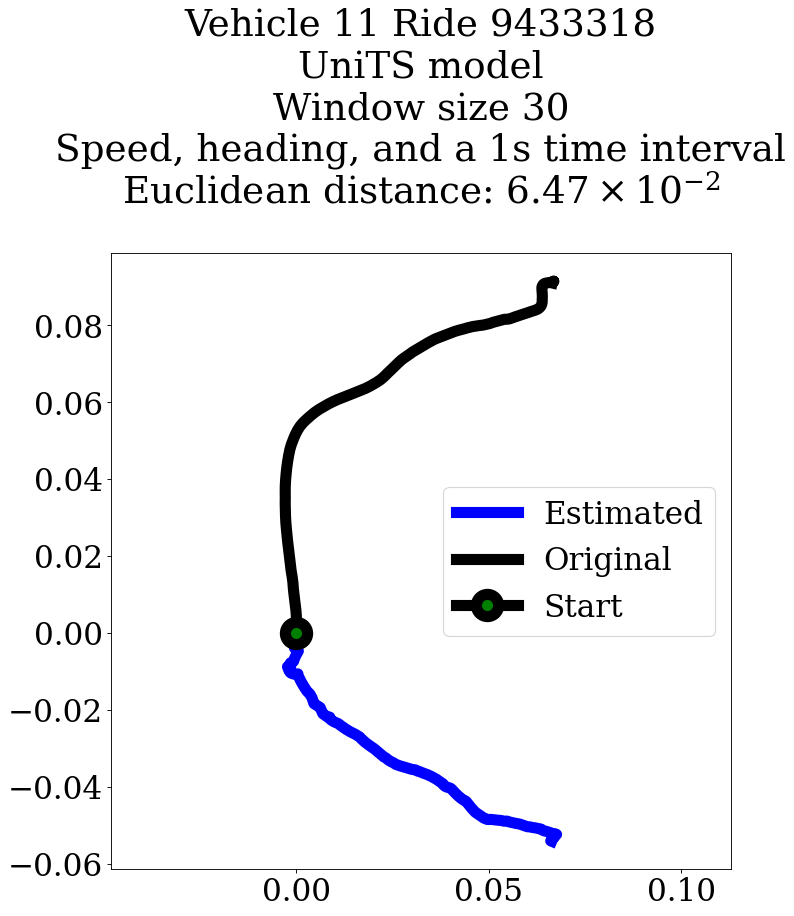 Vehicle 11 Ride 9433318
UniTS model
Window size 30
Speed, heading, and a 1s time interval
Euclidean distance: 6.47 × 10⁻²
0.08
0.06
0.04
Estimated
0.02
Original
Start
0.00
−0.02
−0.04
−0.06
0.00 0.05 0.10